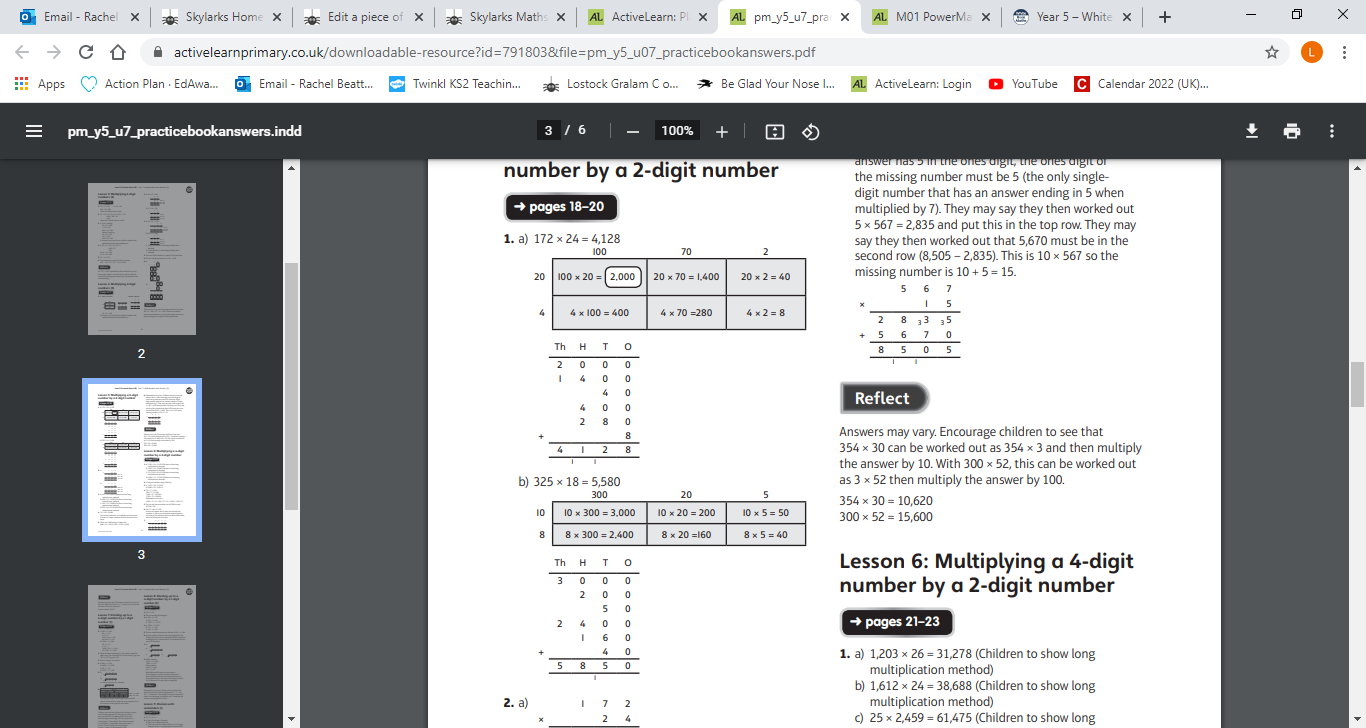 Email - Rachel
Skylarks Home
Edit a piece of
Skylarks Maths
ActiveLearn: Pl
pm_y5_u7_prac
M01 PowerMa
Year 5 – White
activelearnprimary.co.uk/downloadable-resource?id=791803&file=pm_y5_u07_practicebookanswers.pdf
L
Apps
Action Plan · EdAwa...
Email - Rachel Beatt...
Twinkl KS2 Teachin...
Lostock Gralam C o...
Be Glad Your Nose I...
ActiveLearn: Login
YouTube
Calendar 2022 (UK)...
pm_y5_u7_practicebookanswers.indd
3 / 6
100%
2
3
number by a 2-digit number
→ pages 18–20
1. a) 172 × 24 = 4,128
100 70 2
20 100 × 20 = 2,000 20 × 70 = 1,400 20 × 2 = 40
4 4 × 100 = 400 4 × 70 =280 4 × 2 = 8
Th H T O
2 0 0 0
1 4 0 0
4 0
4 0 0
2 8 0
+ 8
4 1 2 8
1 1
b) 325 × 18 = 5,580
300 20 5
10 10 × 300 = 3,000 10 × 20 = 200 10 × 5 = 50
8 8 × 300 = 2,400 8 × 20 =160 8 × 5 = 40
Th H T O
3 0 0 0
2 0 0
5 0
2 4 0 0
1 6 0
+ 4 0
5 8 5 0
1
2. a) 1 7 2
× 2 4
answer has 5 in the ones digit, the ones digit of
the missing number must be 5 (the only single-
digit number that has an answer ending in 5 when
multiplied by 7). They may say they then worked out
5 × 567 = 2,835 and put this in the top row. They may
say they then worked out that 5,670 must be in the
second row (8,505 – 2,835). This is 10 × 567 so the
missing number is 10 + 5 = 15.
5 6 7
× 1 5
2 8 3 3 3 5
+ 5 6 7 0
8 5 0 5
1 1
Reflect
Answers may vary. Encourage children to see that
354 × 30 can be worked out as 354 × 3 and then multiply
the answer by 10. With 300 × 52, this can be worked out
as 3 × 52 then multiply the answer by 100.
354 × 30 = 10,620
300 × 52 = 15,600
Lesson 6: Multiplying a 4-digit
number by a 2-digit number
→ pages 21–23
1. a) 1,203 × 26 = 31,278 (Children to show long
multiplication method)
b) 1,612 × 24 = 38,688 (Children to show long
multiplication method)
c) 25 × 2,459 = 61,475 (Children to show long